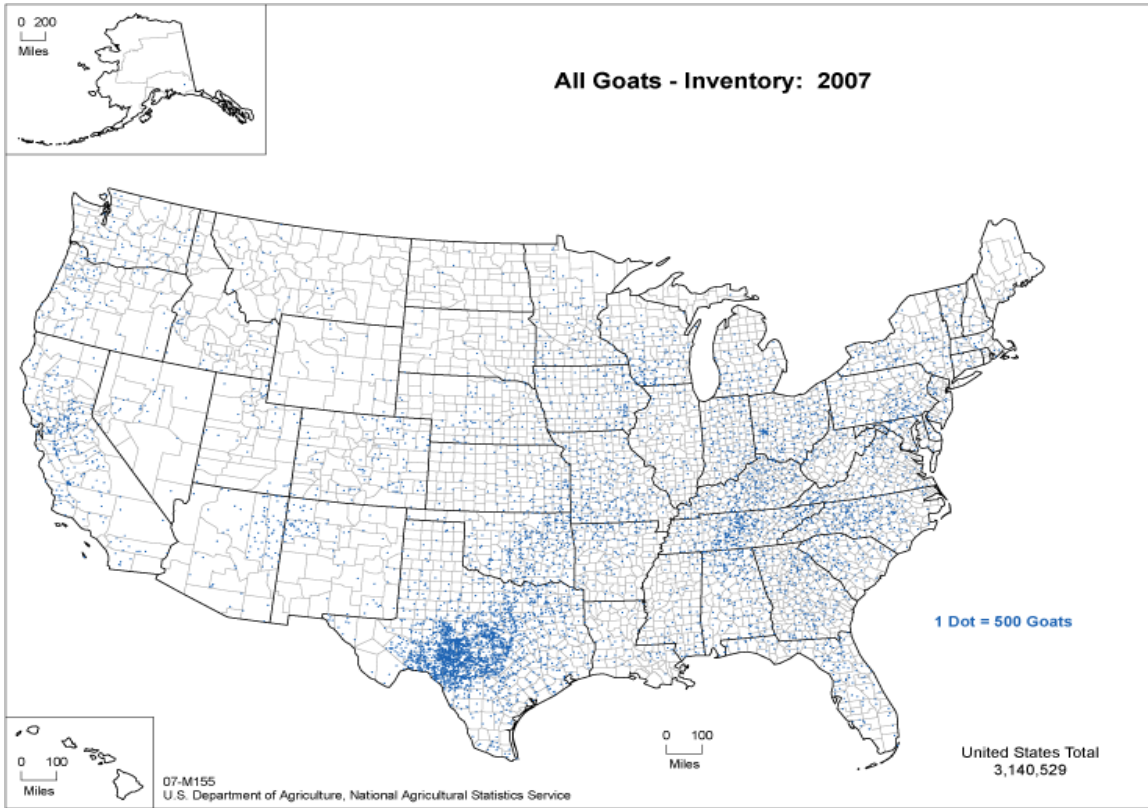 0 200
Miles
All Goats - Inventory: 2007
1 Dot = 500 Goats
0 100
Miles
0 100
Miles
United States Total
3,140,529
07-M155
U.S. Department of Agriculture, National Agricultural Statistics Service